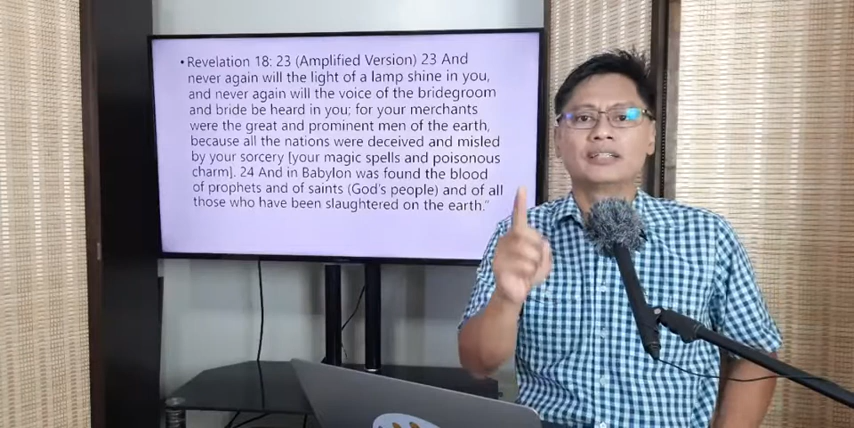 • Revelation 18: 23 (Amplified Version) 23 And
never again will the light of a lamp shine in you,
and never again will the voice of the bridegroom
and bride be heard in you; for your merchants
were the great and prominent men of the earth,
because all the nations were deceived and misled
by your sorcery [your magic spells and poisonous
charm]. 24 And in Babylon was found the blood
of prophets and of saints (God's people) and of all
those who have been slaughtered on the earth."